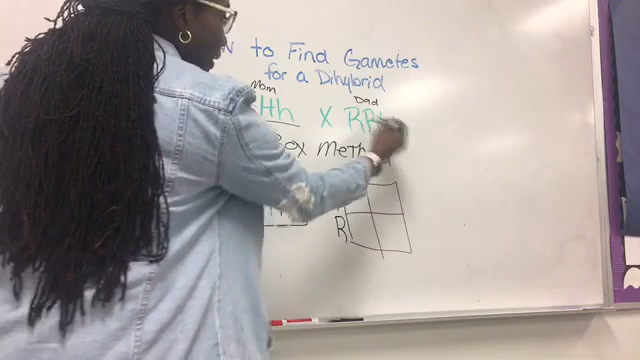 to Find Gametes
for a Dihybrid
Mom
Dad
Hh X RR
Box Meth
R